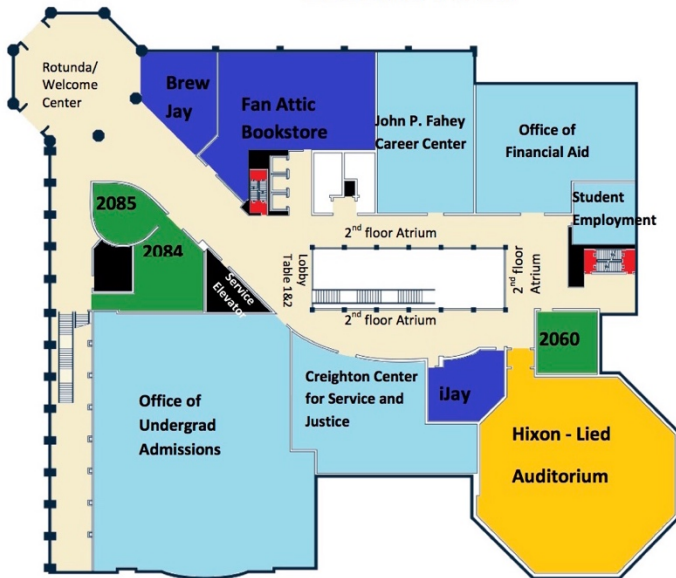 Rotunda/
Welcome
Center
Brew
Jay
Fan Attic
Bookstore
John P. Fahey
Career Center
Office of
Financial Aid
Student
Employment
2085
2084
Service
Elevator
2nd floor Atrium
Lobby
Table 1&2
2nd floor
Atrium
2nd floor Atrium
2060
Office of
Undergrad
Admissions
Creighton Center
for Service and
Justice
iJay
Hixon - Lied
Auditorium